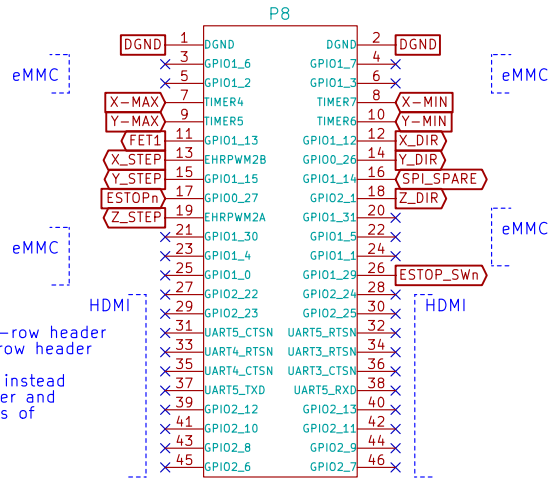 P8
DGND 1 DGND DGND 2 DGND
3 GPIO1_6 GPIO1_7 4
eMMC eMMC
5 GPIO1_2 GPIO1_3 6
X-MAX 7 TIMER4 TIMER7 8 X-MIN
Y-MAX 9 TIMER5 TIMER6 10 Y-MIN
FET1 11 GPIO1_13 GPIO1_12 12 X_DIR
X_STEP 13 EHRPWM2B GPIO0_26 14 Y_DIR
Y_STEP 15 GPIO1_15 GPIO1_14 16 SPI_SPARE
ESTOPn 17 GPIO0_27 GPIO2_1 18 Z_DIR
Z_STEP 19 EHRPWM2A GPIO1_31 20
eMMC
21 GPIO1_30 GPIO1_5 22
eMMC
23 GPIO1_4 GPIO1_1 24
25 GPIO1_0 GPIO1_29 26 ESTOP_SWn
27 GPIO2_22 GPIO2_24 28
HDMI HDMI
29 GPIO2_23 GPIO2_25 30
31 UART5_CTSN UART5_RTSN 32
-row header
33 UART4_RTSN UART3_RTSN 34
row header
35 UART4_CTSN UART3_CTSN 36
instead
37 UART5_TXD UART5_RXD 38
er and
39 GPIO2_12 GPIO2_13 40
s of
41 GPIO2_10 GPIO2_11 42
43 GPIO2_8 GPIO2_9 44
45 GPIO2_6 GPIO2_7 46